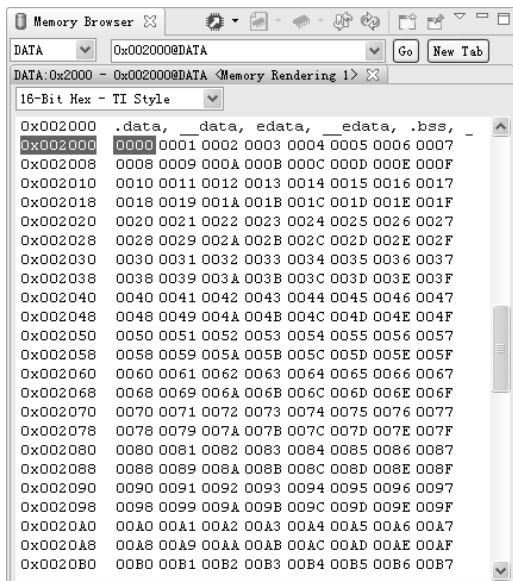 Memory Browser
DATA 0x002000@DATA Go New Tab
DATA:0x2000 - 0x002000@DATA <Memory Rendering 1>
16-Bit Hex - TI Style
0x002000 .data, __data, edata, __edata, .bss, _
0x002000 0000 0001 0002 0003 0004 0005 0006 0007
0x002008 0008 0009 000A 000B 000C 000D 000E 000F
0x002010 0010 0011 0012 0013 0014 0015 0016 0017
0x002018 0018 0019 001A 001B 001C 001D 001E 001F
0x002020 0020 0021 0022 0023 0024 0025 0026 0027
0x002028 0028 0029 002A 002B 002C 002D 002E 002F
0x002030 0030 0031 0032 0033 0034 0035 0036 0037
0x002038 0038 0039 003A 003B 003C 003D 003E 003F
0x002040 0040 0041 0042 0043 0044 0045 0046 0047
0x002048 0048 0049 004A 004B 004C 004D 004E 004F
0x002050 0050 0051 0052 0053 0054 0055 0056 0057
0x002058 0058 0059 005A 005B 005C 005D 005E 005F
0x002060 0060 0061 0062 0063 0064 0065 0066 0067
0x002068 0068 0069 006A 006B 006C 006D 006E 006F
0x002070 0070 0071 0072 0073 0074 0075 0076 0077
0x002078 0078 0079 007A 007B 007C 007D 007E 007F
0x002080 0080 0081 0082 0083 0084 0085 0086 0087
0x002088 0088 0089 008A 008B 008C 008D 008E 008F
0x002090 0090 0091 0092 0093 0094 0095 0096 0097
0x002098 0098 0099 009A 009B 009C 009D 009E 009F
0x0020A0 00A0 00A1 00A2 00A3 00A4 00A5 00A6 00A7
0x0020A8 00A8 00A9 00AA 00AB 00AC 00AD 00AE 00AF
0x0020B0 00B0 00B1 00B2 00B3 00B4 00B5 00B6 00B7